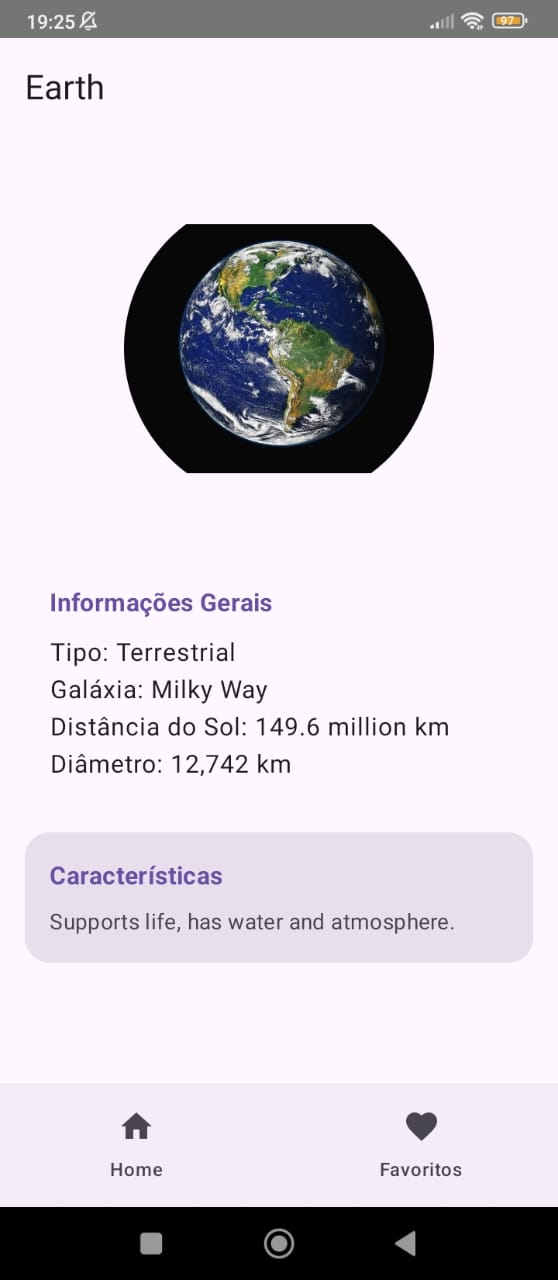 19:25
97
Earth
Informações Gerais
Tipo: Terrestrial
Galáxia: Milky Way
Distância do Sol: 149.6 million km
Diâmetro: 12,742 km
Características
Supports life, has water and atmosphere.
Home
Favoritos